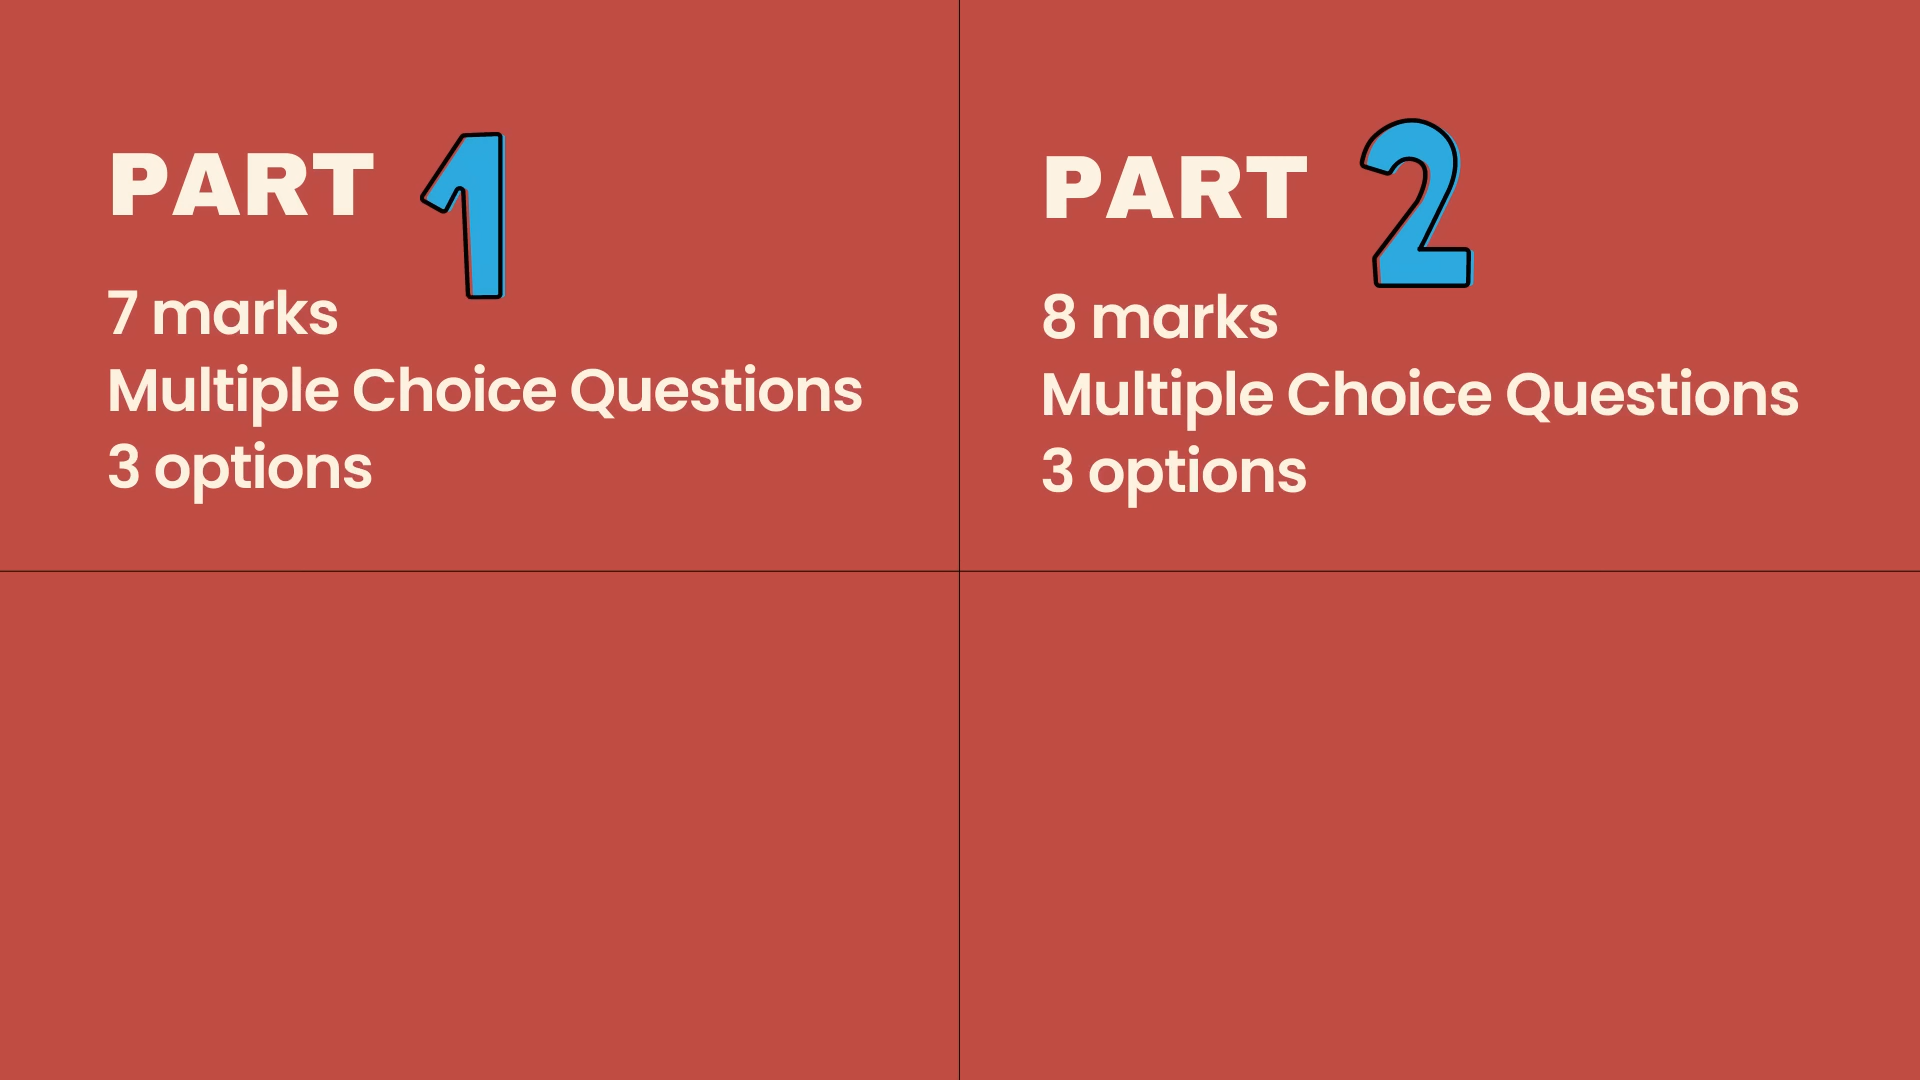 PART 1
7 marks
Multiple Choice Questions
3 options
PART 2
8 marks
Multiple Choice Questions
3 options